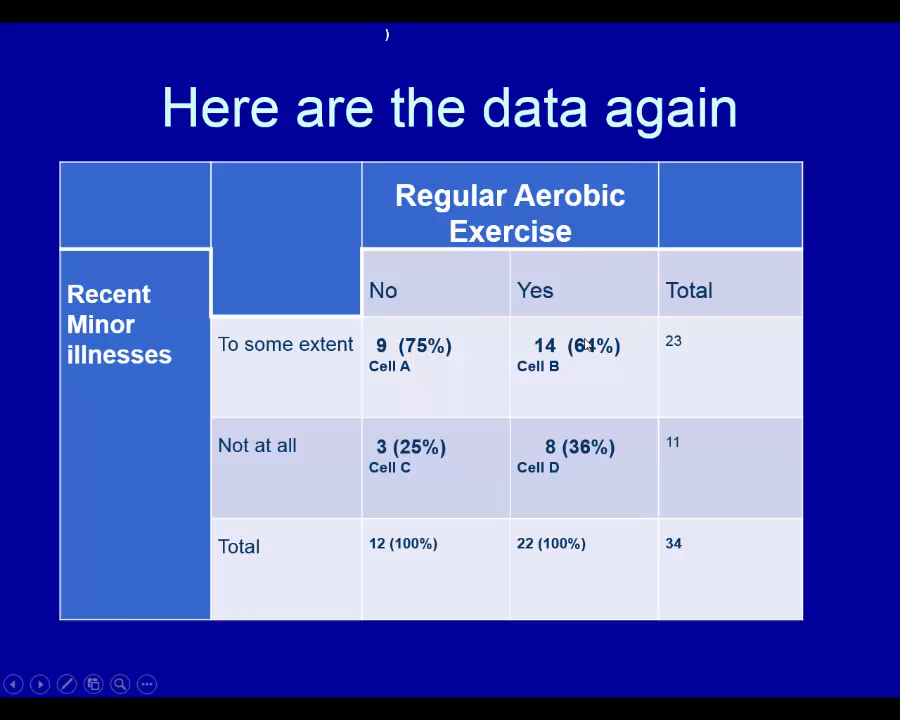 )
Here are the data again
Regular Aerobic
Exercise
Recent
Minor
illnesses
No
Yes
Total
To some extent
9 (75%)
Cell A
14 (64%)
Cell B
23
Not at all
3 (25%)
Cell C
8 (36%)
Cell D
11
Total
12 (100%)
22 (100%)
34